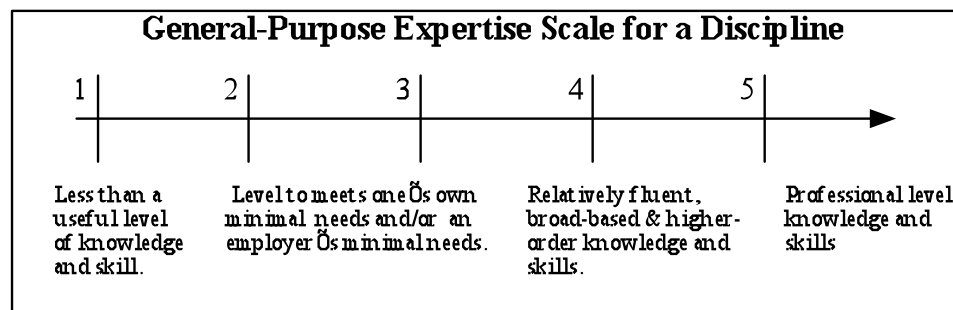 General-Purpose Expertise Scale for a Discipline
1 2 3 4 5
Less than a
useful level
of knowledge
and skill.
Level to meets oneÕs own
minimal needs and/or an
employerÕs minimal needs.
Relatively fluent,
broad-based & higher-
order knowledge and
skills.
Professional level
knowledge and
skills